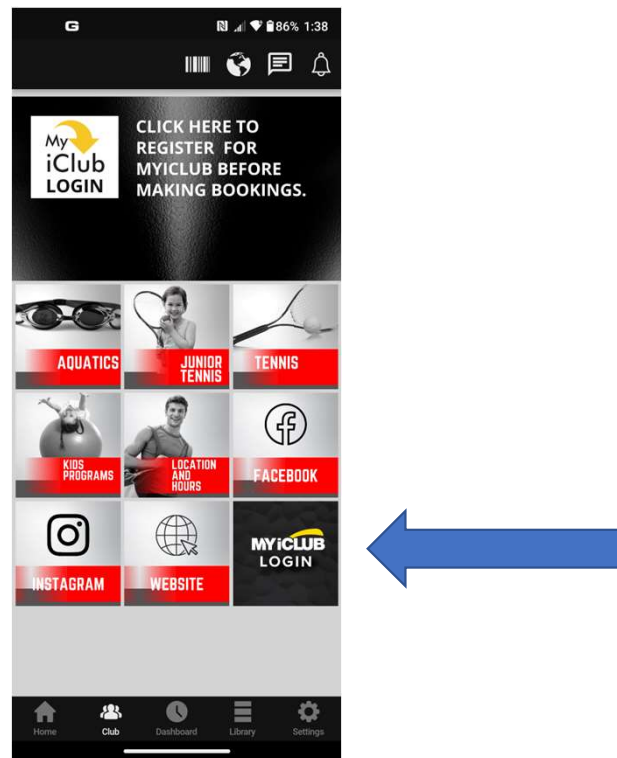 G 86% 1:38
My
iClub
LOGIN
CLICK HERE TO
REGISTER FOR
MYICLUB BEFORE
MAKING BOOKINGS.
AQUATICS
JUNIOR
TENNIS
TENNIS
KIDS
PROGRAMS
LOCATION
AND
HOURS
FACEBOOK
INSTAGRAM
WEBSITE
MYiCLUB
LOGIN
Home Club Dashboard Library Settings